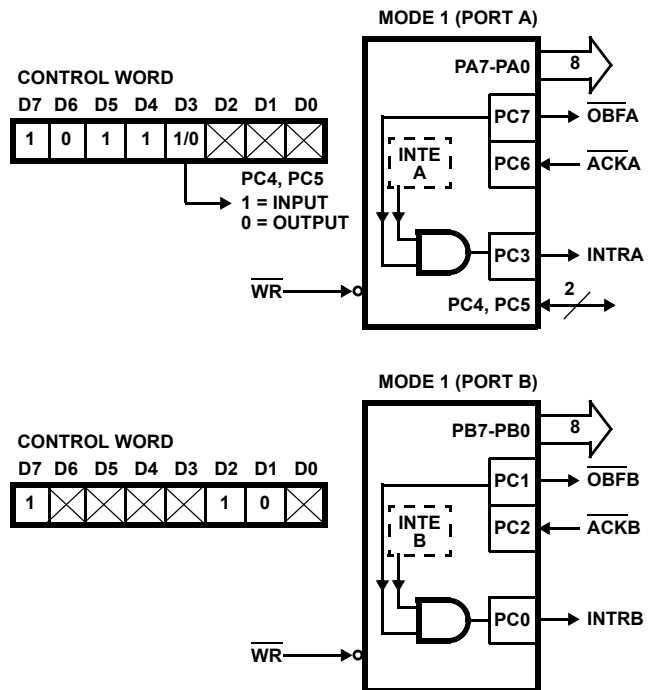 MODE 1 (PORT A)
CONTROL WORD
D7 D6 D5 D4 D3 D2 D1 D0
1 0 1 1 1/0
PC4, PC5
1 = INPUT
0 = OUTPUT
PA7-PA0
8
PC7
OBFA
INTE
A
PC6
ACKA
PC3
INTRA
WR
PC4, PC5
2
MODE 1 (PORT B)
CONTROL WORD
D7 D6 D5 D4 D3 D2 D1 D0
1 1 0
PB7-PB0
8
PC1
OBFB
INTE
B
PC2
ACKB
PC0
INTRB
WR